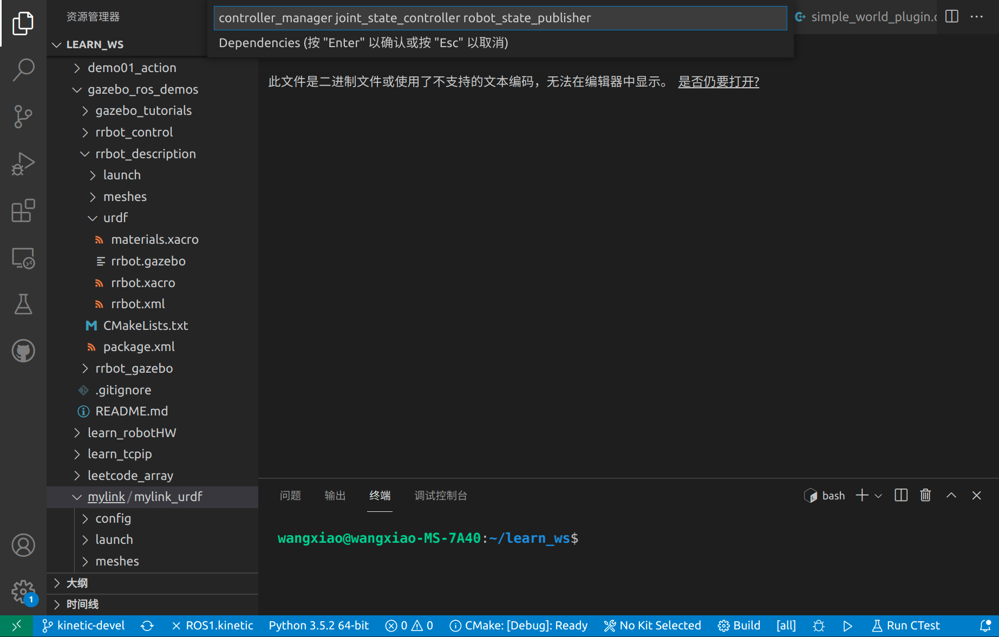 资源管理器
controller_manager joint_state_controller robot_state_publisher
simple_world_plugin.c
LEARN_WS
Dependencies (按 "Enter" 以确认或按 "Esc" 以取消)
demo01_action
gazebo_ros_demos
gazebo_tutorials
rrbot_control
rrbot_description
launch
meshes
urdf
materials.xacro
rrbot.gazebo
rrbot.xacro
rrbot.xml
CMakeLists.txt
package.xml
rrbot_gazebo
.gitignore
README.md
learn_robotHW
learn_tcpip
leetcode_array
mylink/mylink_urdf
config
launch
meshes
大纲
时间线
此文件是二进制文件或使用了不支持的文本编码，无法在编辑器中显示。 是否仍要打开?
问题 输出 终端 调试控制台 bash
wangxiao@wangxiao-MS-7A40:~/learn_ws$
1
kinetic-devel ROS1.kinetic Python 3.5.2 64-bit 0 0 CMake: [Debug]: Ready No Kit Selected Build [all] Run CTest